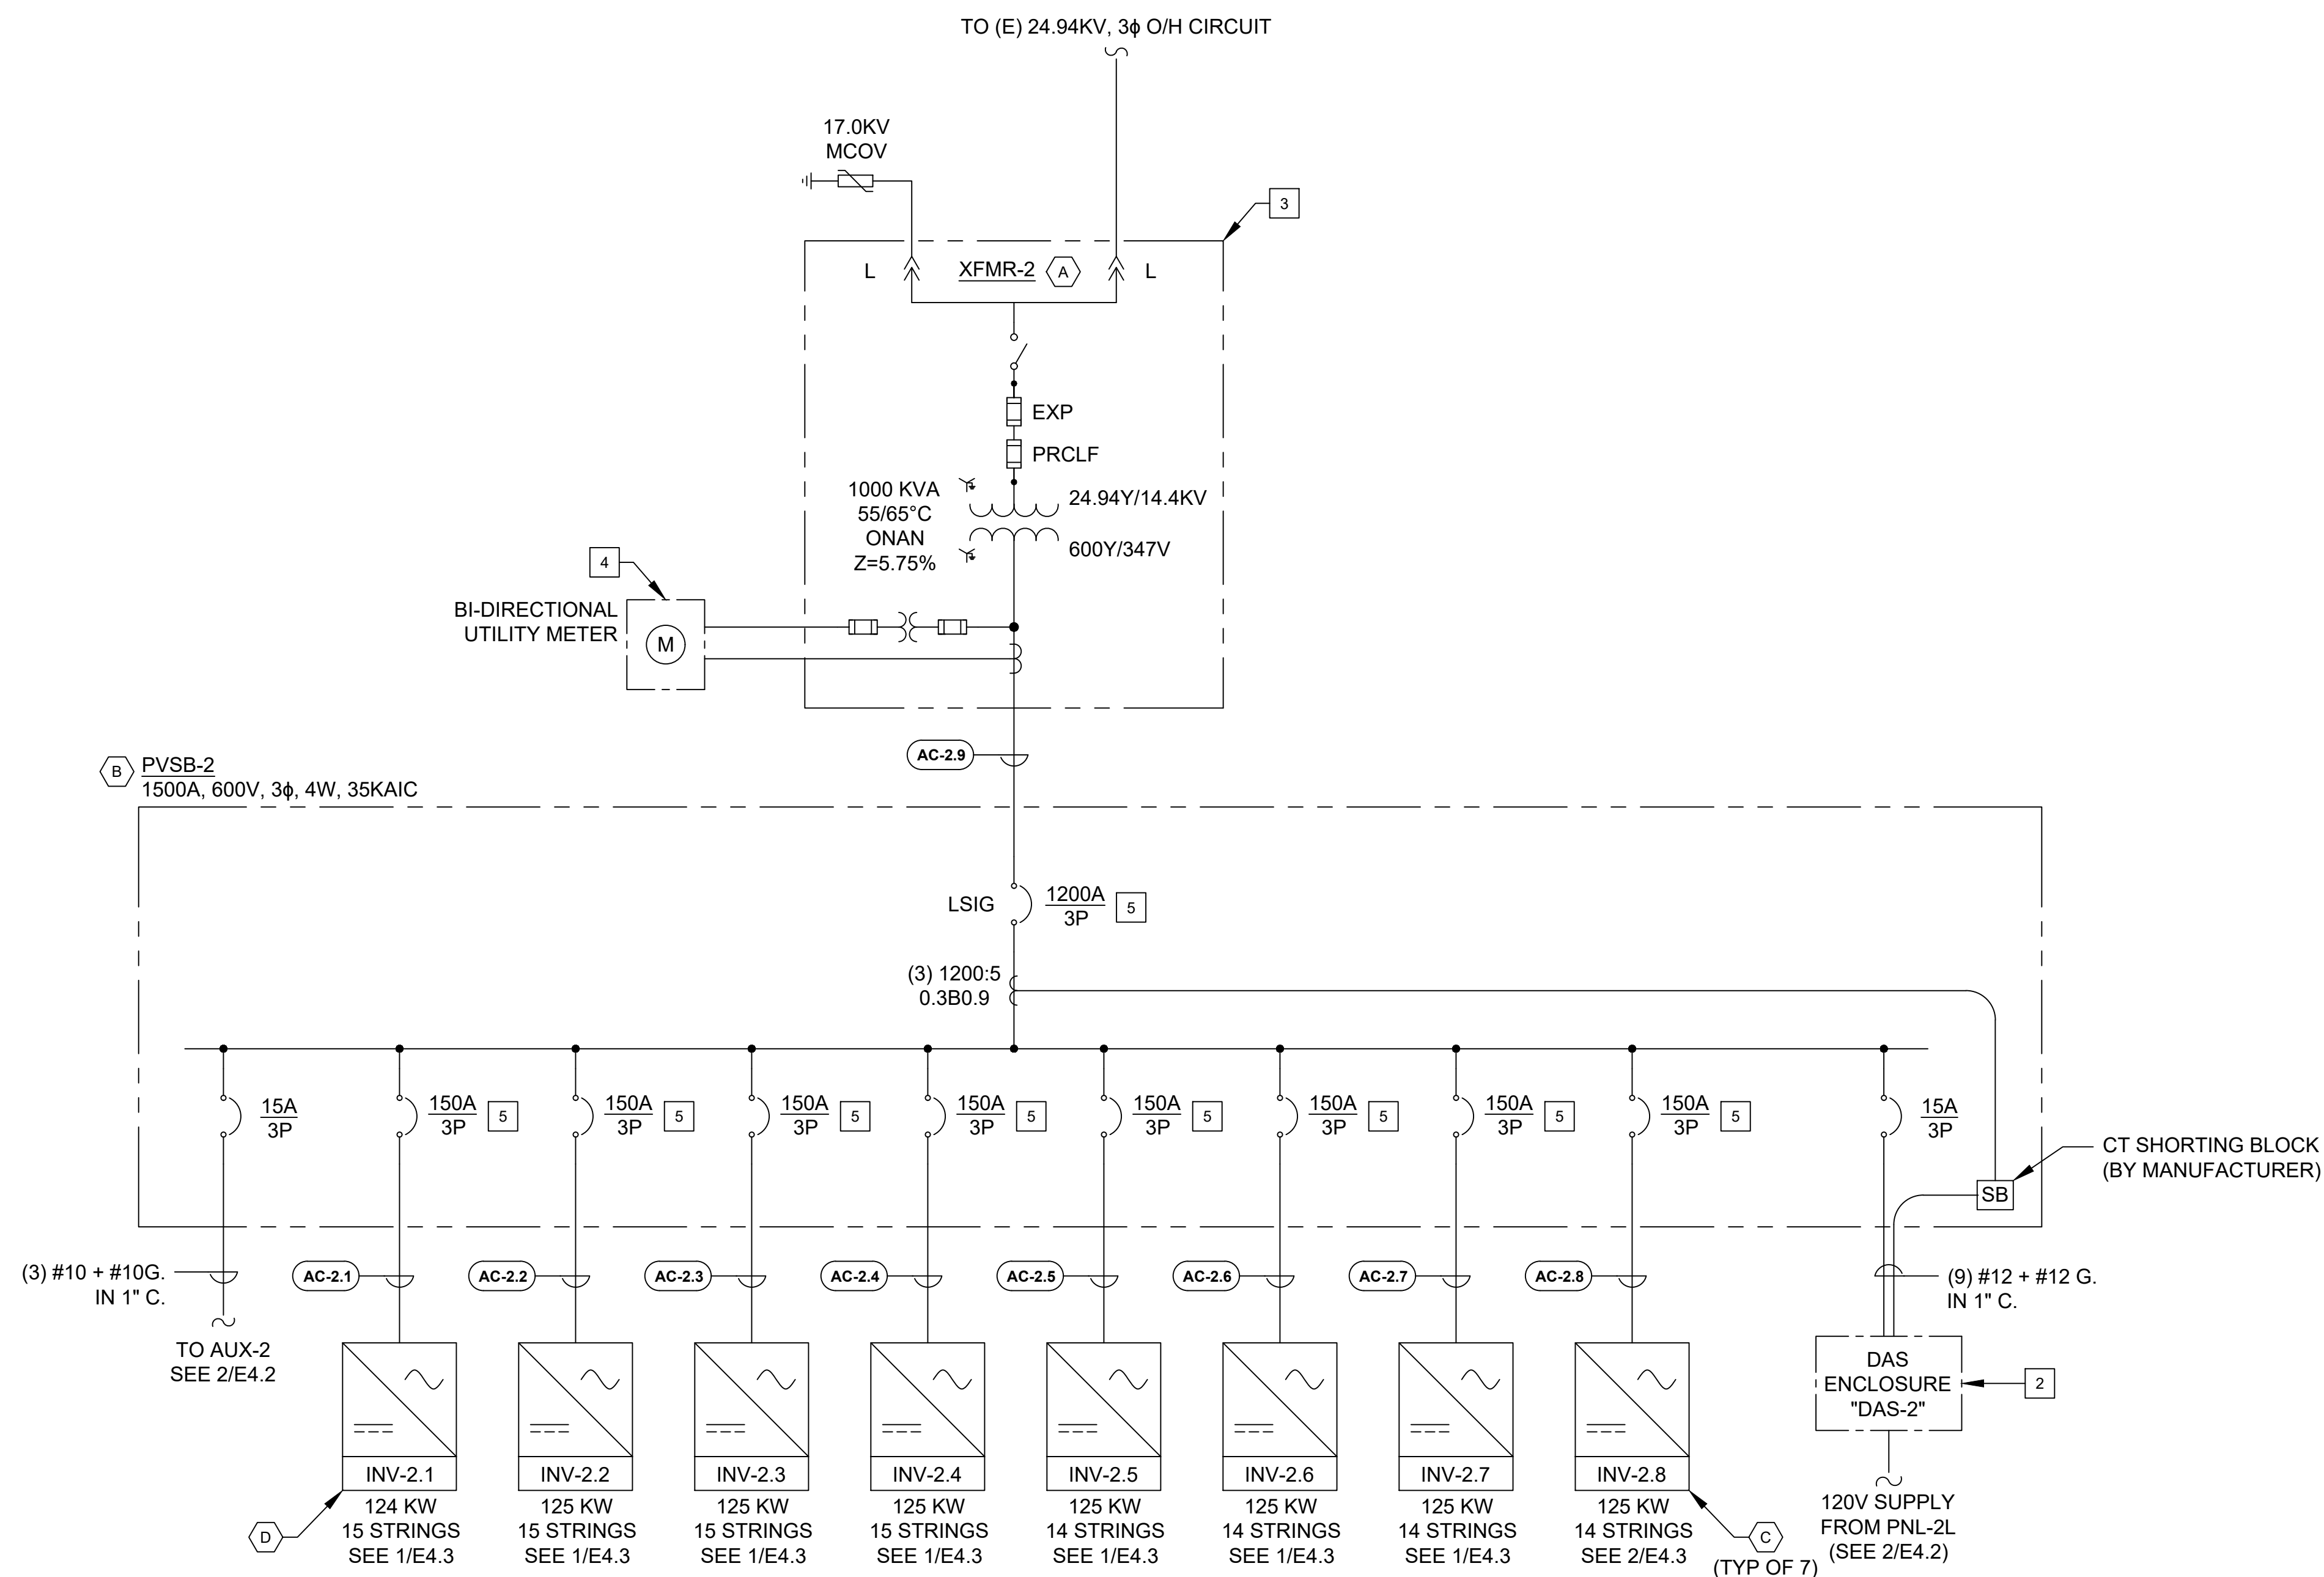 TO (E) 24.94KV, 3ϕ O/H CIRCUIT
17.0KV
MCOV
3
L
XFMR-2
A
L
EXP
PRCLF
1000 KVA
55/65°C
ONAN
Z=5.75%
24.94Y/14.4KV
600Y/347V
4
BI-DIRECTIONAL
UTILITY METER
M
AC-2.9
B
PVSB-2
1500A, 600V, 3ϕ, 4W, 35KAIC
LSIG
1200A
3P
5
(3) 1200:5
0.3B0.9
15A
3P
150A
3P
5
150A
3P
5
150A
3P
5
150A
3P
5
150A
3P
5
150A
3P
5
150A
3P
5
150A
3P
5
15A
3P
CT SHORTING BLOCK
(BY MANUFACTURER)
SB
(3) #10 + #10G.
IN 1" C.
AC-2.1
AC-2.2
AC-2.3
AC-2.4
AC-2.5
AC-2.6
AC-2.7
AC-2.8
(9) #12 + #12 G.
IN 1" C.
TO AUX-2
SEE 2/E4.2
DAS
ENCLOSURE
"DAS-2"
2
INV-2.1
124 KW
15 STRINGS
SEE 1/E4.3
D
INV-2.2
125 KW
15 STRINGS
SEE 1/E4.3
INV-2.3
125 KW
15 STRINGS
SEE 1/E4.3
INV-2.4
125 KW
15 STRINGS
SEE 1/E4.3
INV-2.5
125 KW
14 STRINGS
SEE 1/E4.3
INV-2.6
125 KW
14 STRINGS
SEE 1/E4.3
INV-2.7
125 KW
14 STRINGS
SEE 1/E4.3
INV-2.8
125 KW
14 STRINGS
SEE 2/E4.3
C
(TYP OF 7)
120V SUPPLY
FROM PNL-2L
(SEE 2/E4.2)